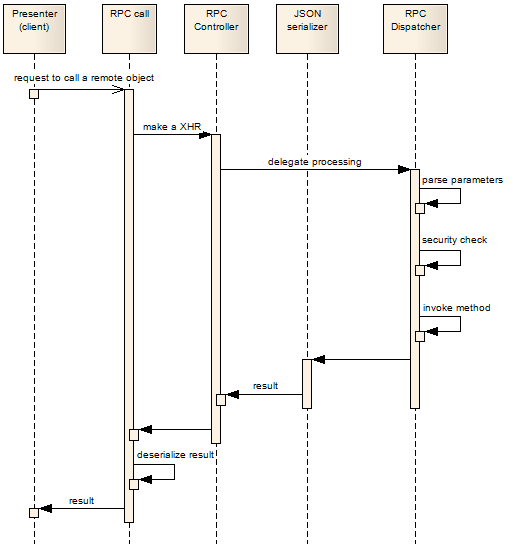 Presenter
(client)
RPC call
RPC
Controller
JSON
serializer
RPC
Dispatcher
request to call a remote object
make a XHR
delegate processing
parse parameters
security check
invoke method
result
deserialize result
result